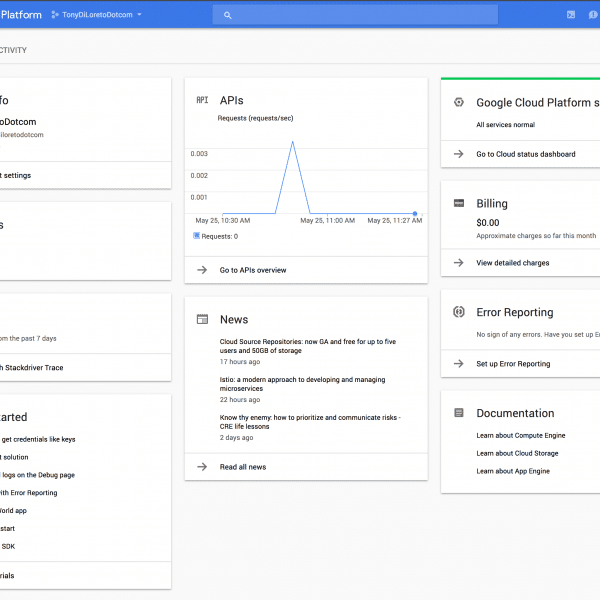 Platform TonyDiLoretoDotcom
CTIVITY
fo
oDotcom
iloretodotcom
t settings
s
om the past 7 days
h Stackdriver Trace
arted
get credentials like keys
t solution
logs on the Debug page
ith Error Reporting
World app
start
SDK
rials
API APIs
Requests (requests/sec)
0.003
0.002
0.001
May 25, 10:30 AM May 25, 11:00 AM May 25, 11:27 AM
Requests: 0
Go to APIs overview
News
Cloud Source Repositories: now GA and free for up to five
users and 50GB of storage
17 hours ago
Istio: a modern approach to developing and managing
microservices
22 hours ago
Know thy enemy: how to prioritize and communicate risks -
CRE life lessons
2 days ago
Read all news
Google Cloud Platform s
All services normal
Go to Cloud status dashboard
Billing
$0.00
Approximate charges so far this month
View detailed charges
Error Reporting
No sign of any errors. Have you set up E
Set up Error Reporting
Documentation
Learn about Compute Engine
Learn about Cloud Storage
Learn about App Engine